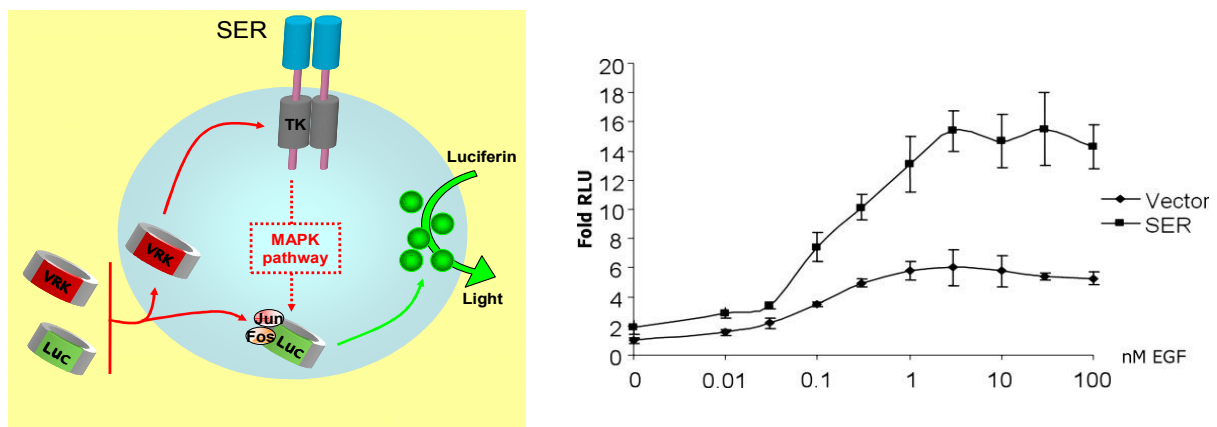 SER
TK
Luciferin
MAPK
pathway
VRK
VRK
Light
Jun
Fos
Luc
Luc
20
18
16
14
12
10
8
6
4
2
0
Fold RLU
0
0.01
0.1
1
10
100
nM EGF
Vector
SER